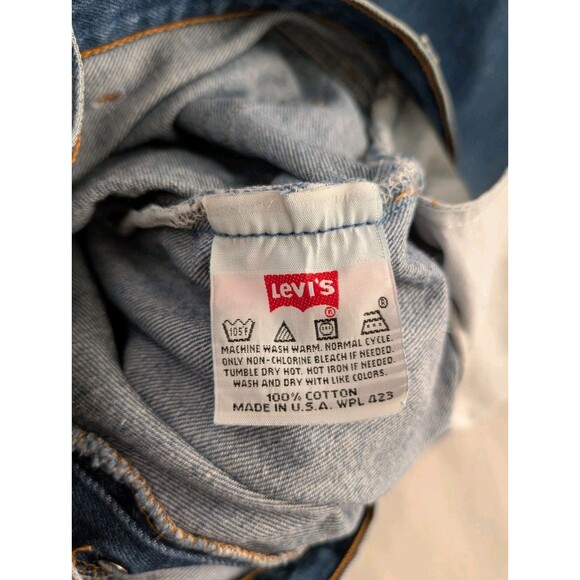 LEVI'S
®
105F
MACHINE WASH WARM. NORMAL CYCLE.
ONLY NON-CHLORINE BLEACH IF NEEDED.
TUMBLE DRY HOT. HOT IRON IF NEEDED.
WASH AND DRY WITH LIKE COLORS.
100% COTTON
MADE IN U.S.A. WPL 423